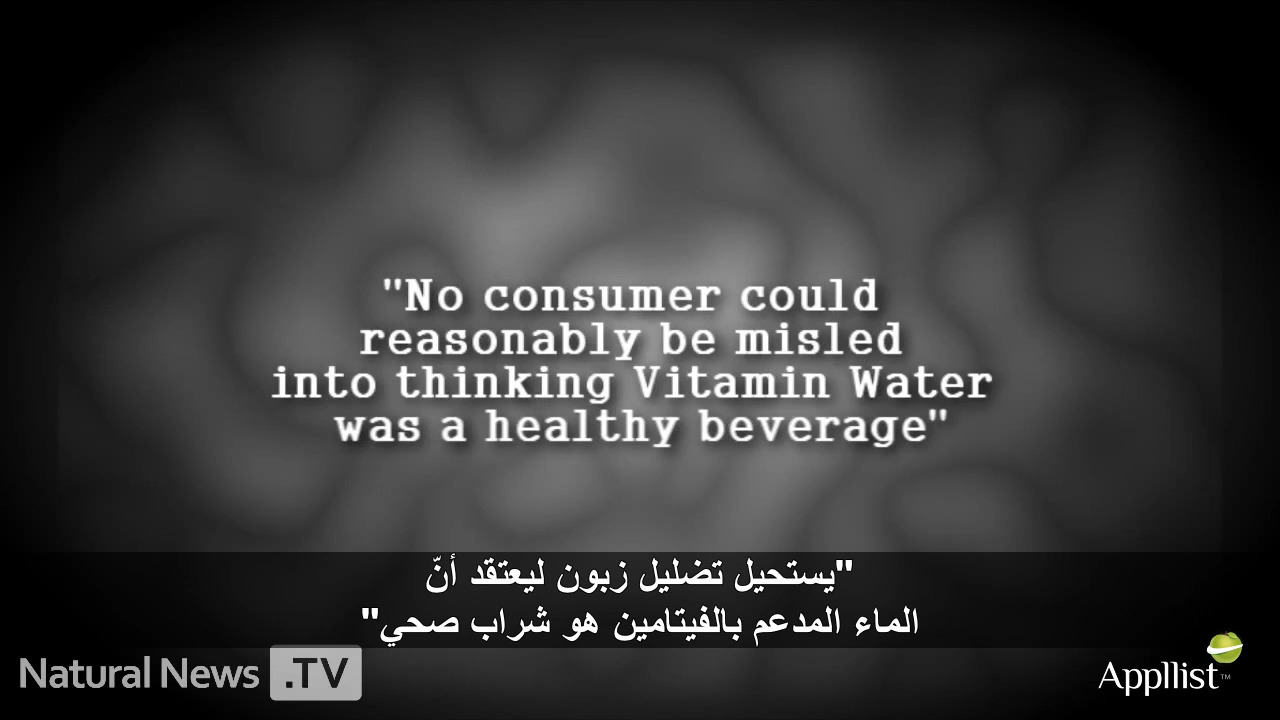 "No consumer could
reasonably be misled
into thinking Vitamin Water
was a healthy beverage"
"يستحيل تضليل زبون ليعتقد أنّ
الماء المدعم بالفيتامين هو شراب صحي"
Natural News .TV
Appllist™